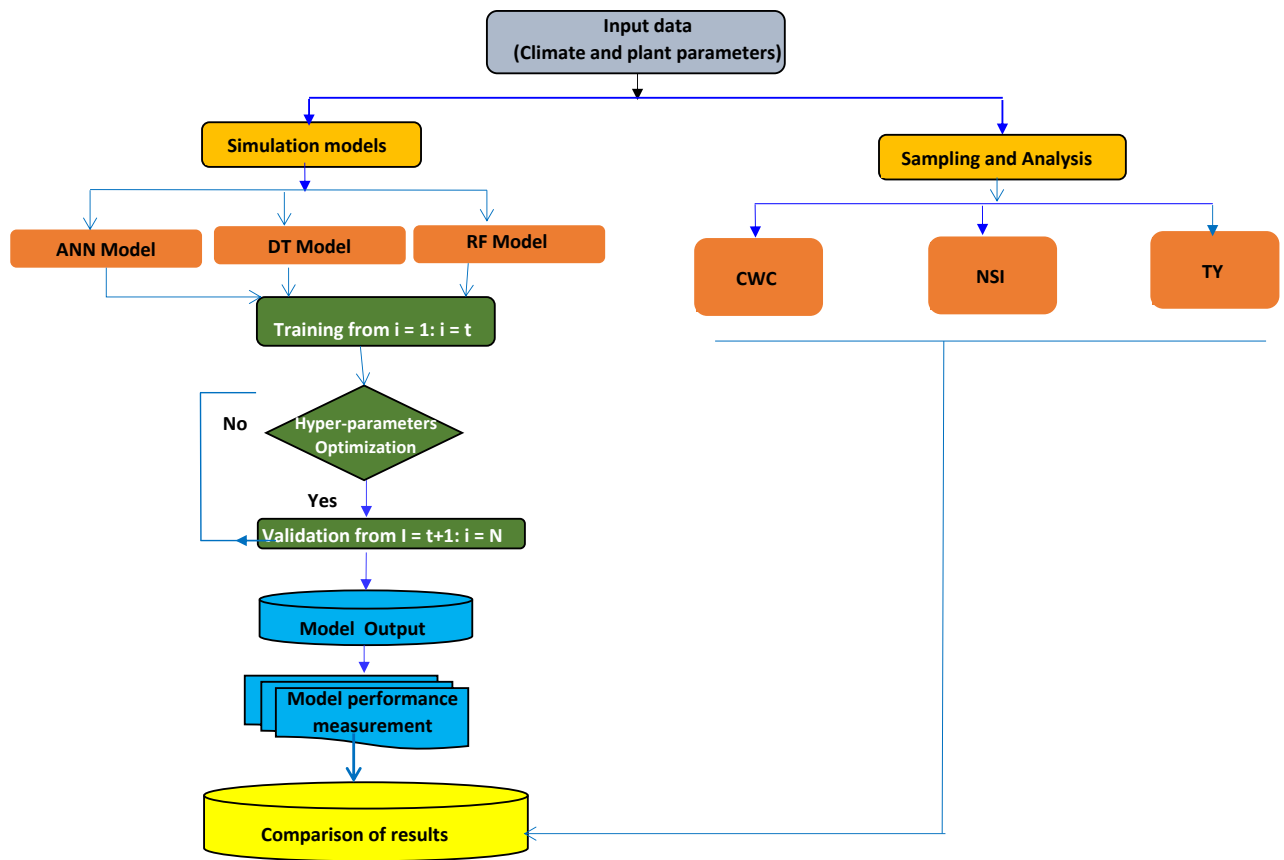 Input data
(Climate and plant parameters)
Simulation models
Sampling and Analysis
ANN Model
DT Model
RF Model
CWC
NSI
TY
Training from i = 1: i = t
No
Hyper-parameters
Optimization
Yes
Validation from I = t+1: i = N
Model Output
Model performance
measurement
Comparison of results